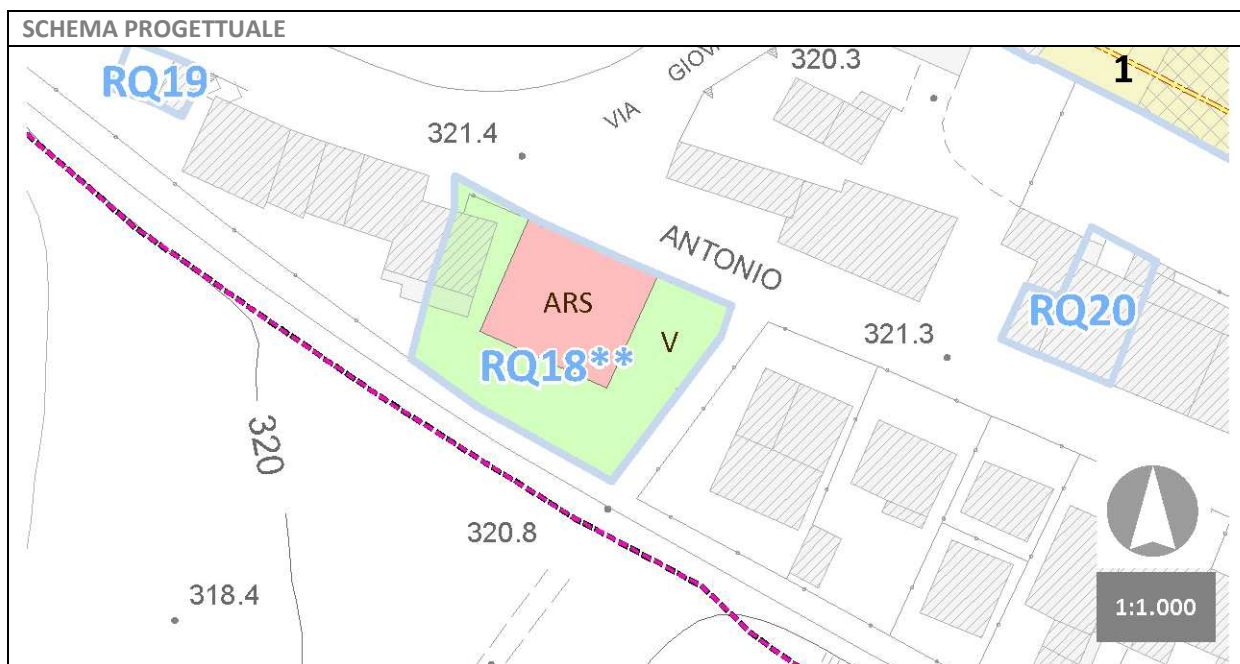 SCHEMA PROGETTUALE
RQ19
VIA
GIOV
320.3
1
321.4
ANTONIO
ARS
V
RQ18**
RQ20
321.3
320
320.8
318.4
1:1.000